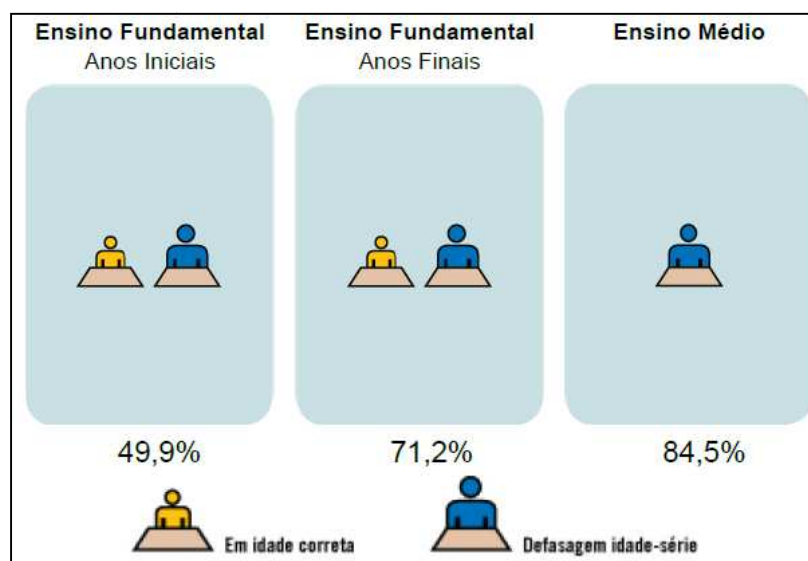 Ensino Fundamental
Anos Iniciais
Ensino Fundamental
Anos Finais
Ensino Médio
49,9%
71,2%
84,5%
Em idade correta
Defasagem idade-série